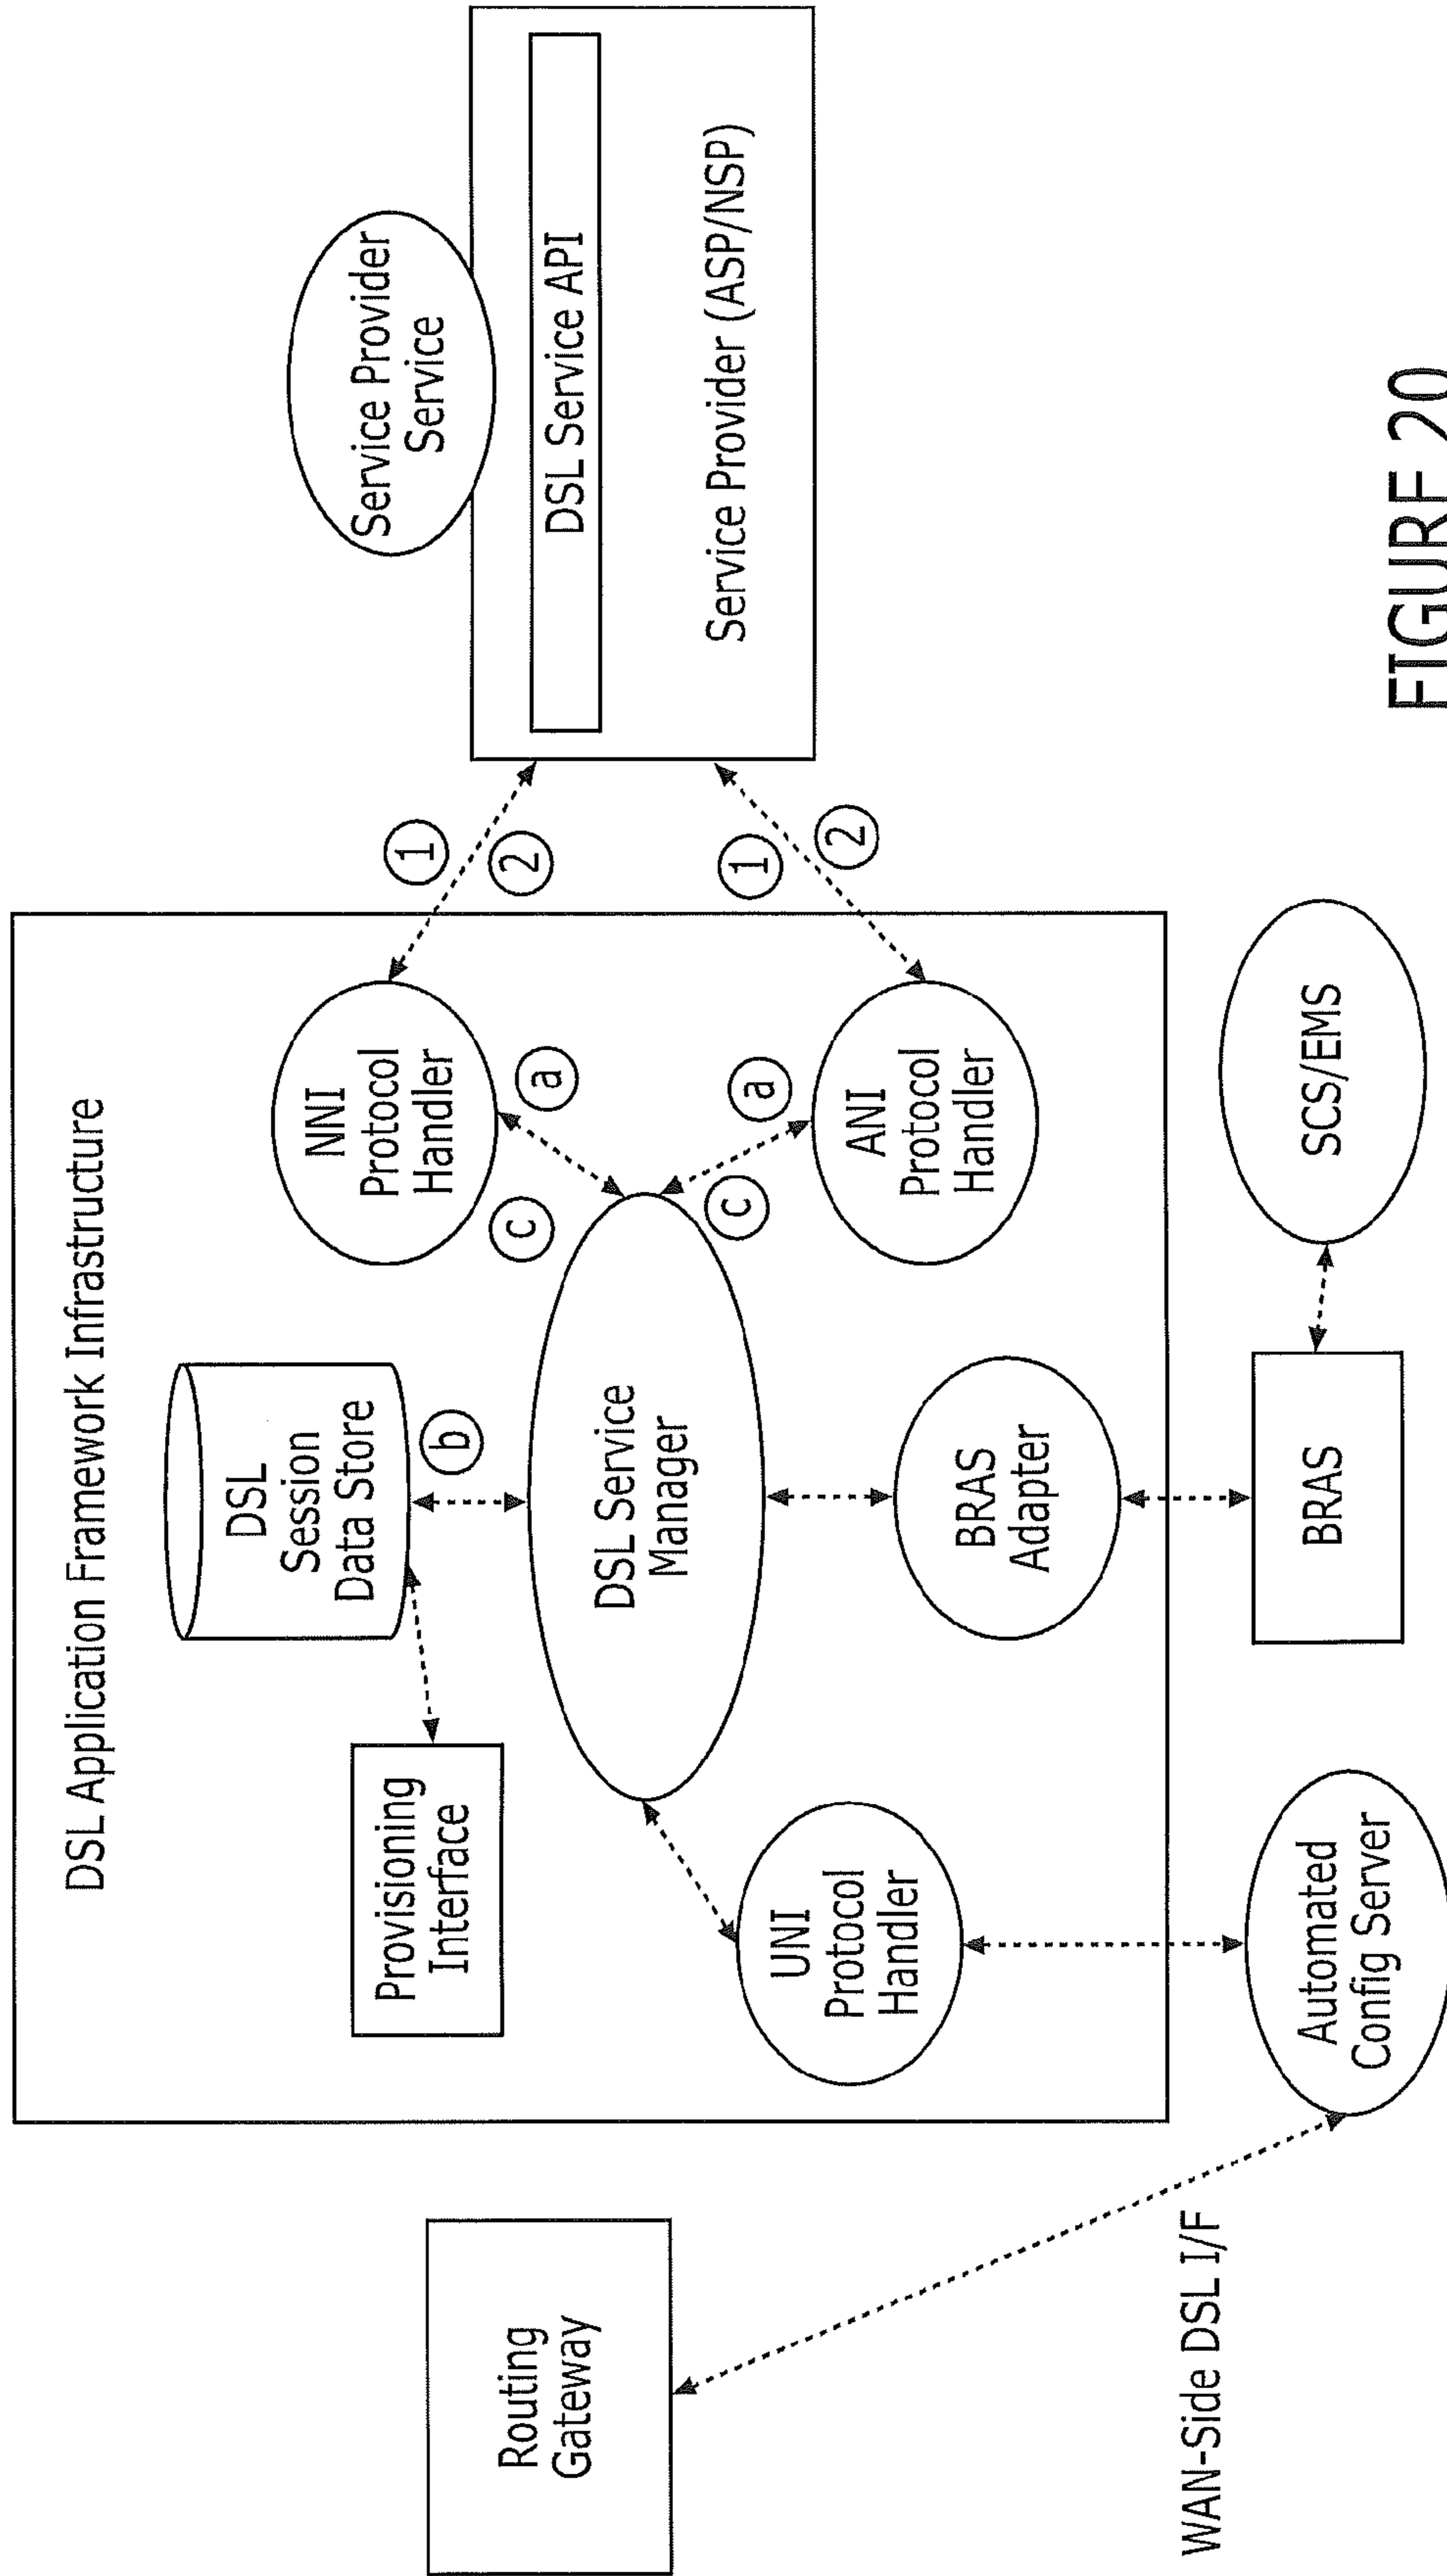 DSL Application Framework Infrastructure
Routing
Gateway
Provisioning
Interface
DSL
Session
Data Store
b
NNI
Protocol
Handler
1
2
a
c
Service Provider
Service
DSL Service API
Service Provider (ASP/NSP)
DSL Service
Manager
UNI
Protocol
Handler
BRAS
Adapter
c
a
ANI
Protocol
Handler
1
2
WAN-Side DSL I/F
Automated
Config Server
BRAS
SCS/EMS
FIGURE 20